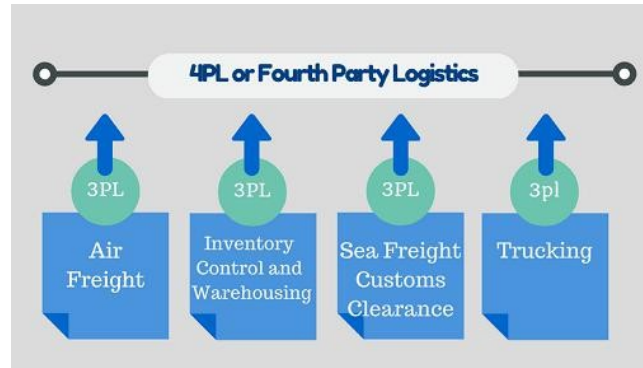 4PL or Fourth Party Logistics
3PL
3PL
3PL
3pl
Air
Freight
Inventory
Control and
Warehousing
Sea Freight
Customs
Clearance
Trucking